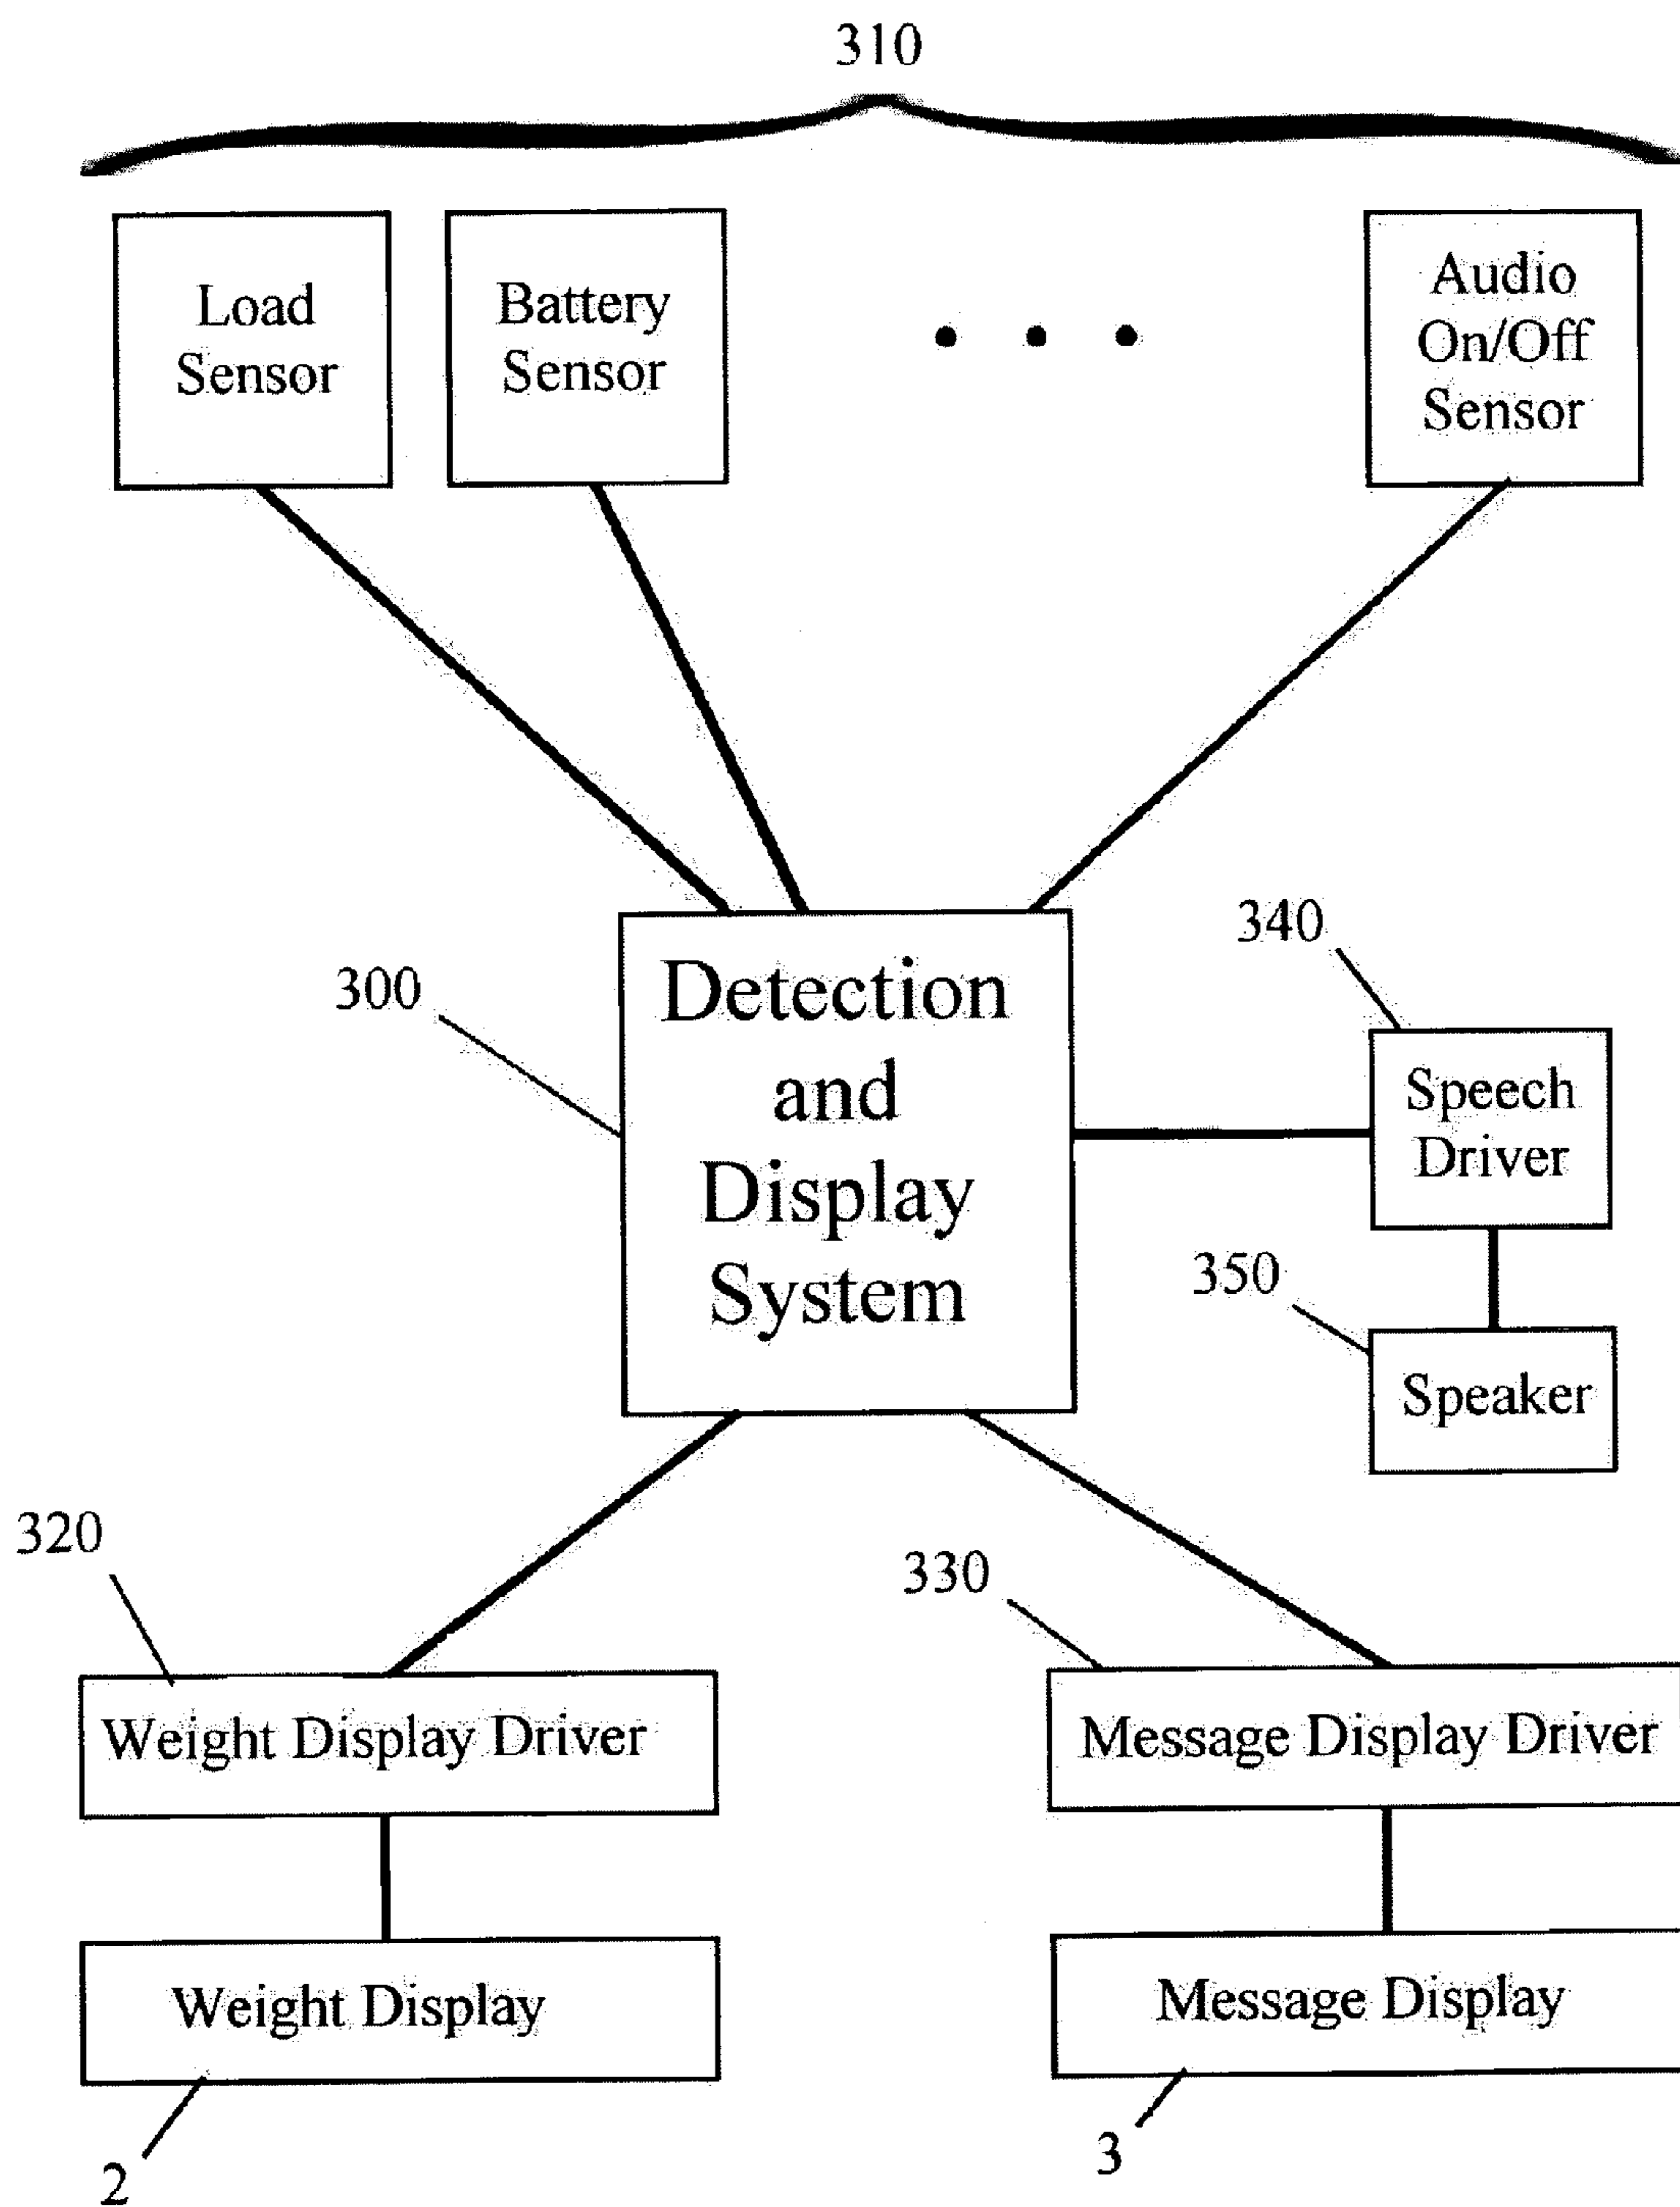 310
Load
Sensor
Battery
Sensor
Audio
On/Off
Sensor
300
Detection
and
Display
System
340
Speech
Driver
350
Speaker
320
Weight Display Driver
330
Message Display Driver
Weight Display
Message Display
2
3